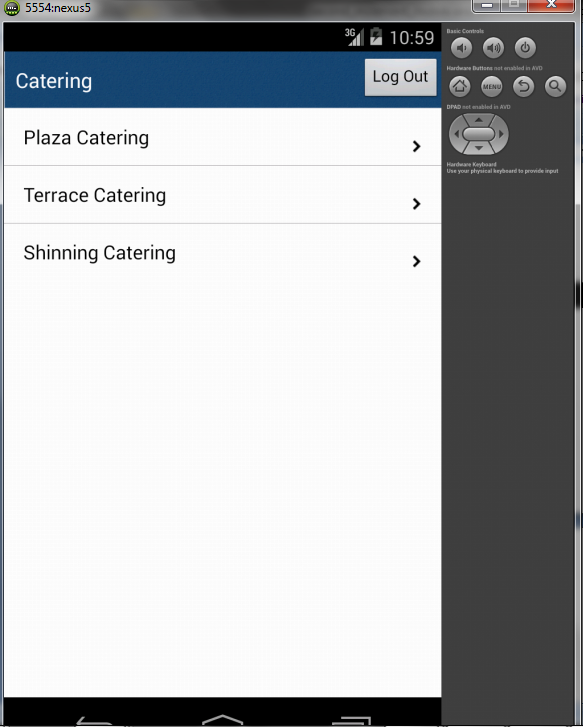 5554:nexus5
3G 10:59
Catering
Log Out
Plaza Catering
Terrace Catering
Shinning Catering
Basic Controls
Hardware Buttons not enabled in AVD
MENU
DPAD not enabled in AVD
Hardware Keyboard
Use your physical keyboard to provide input